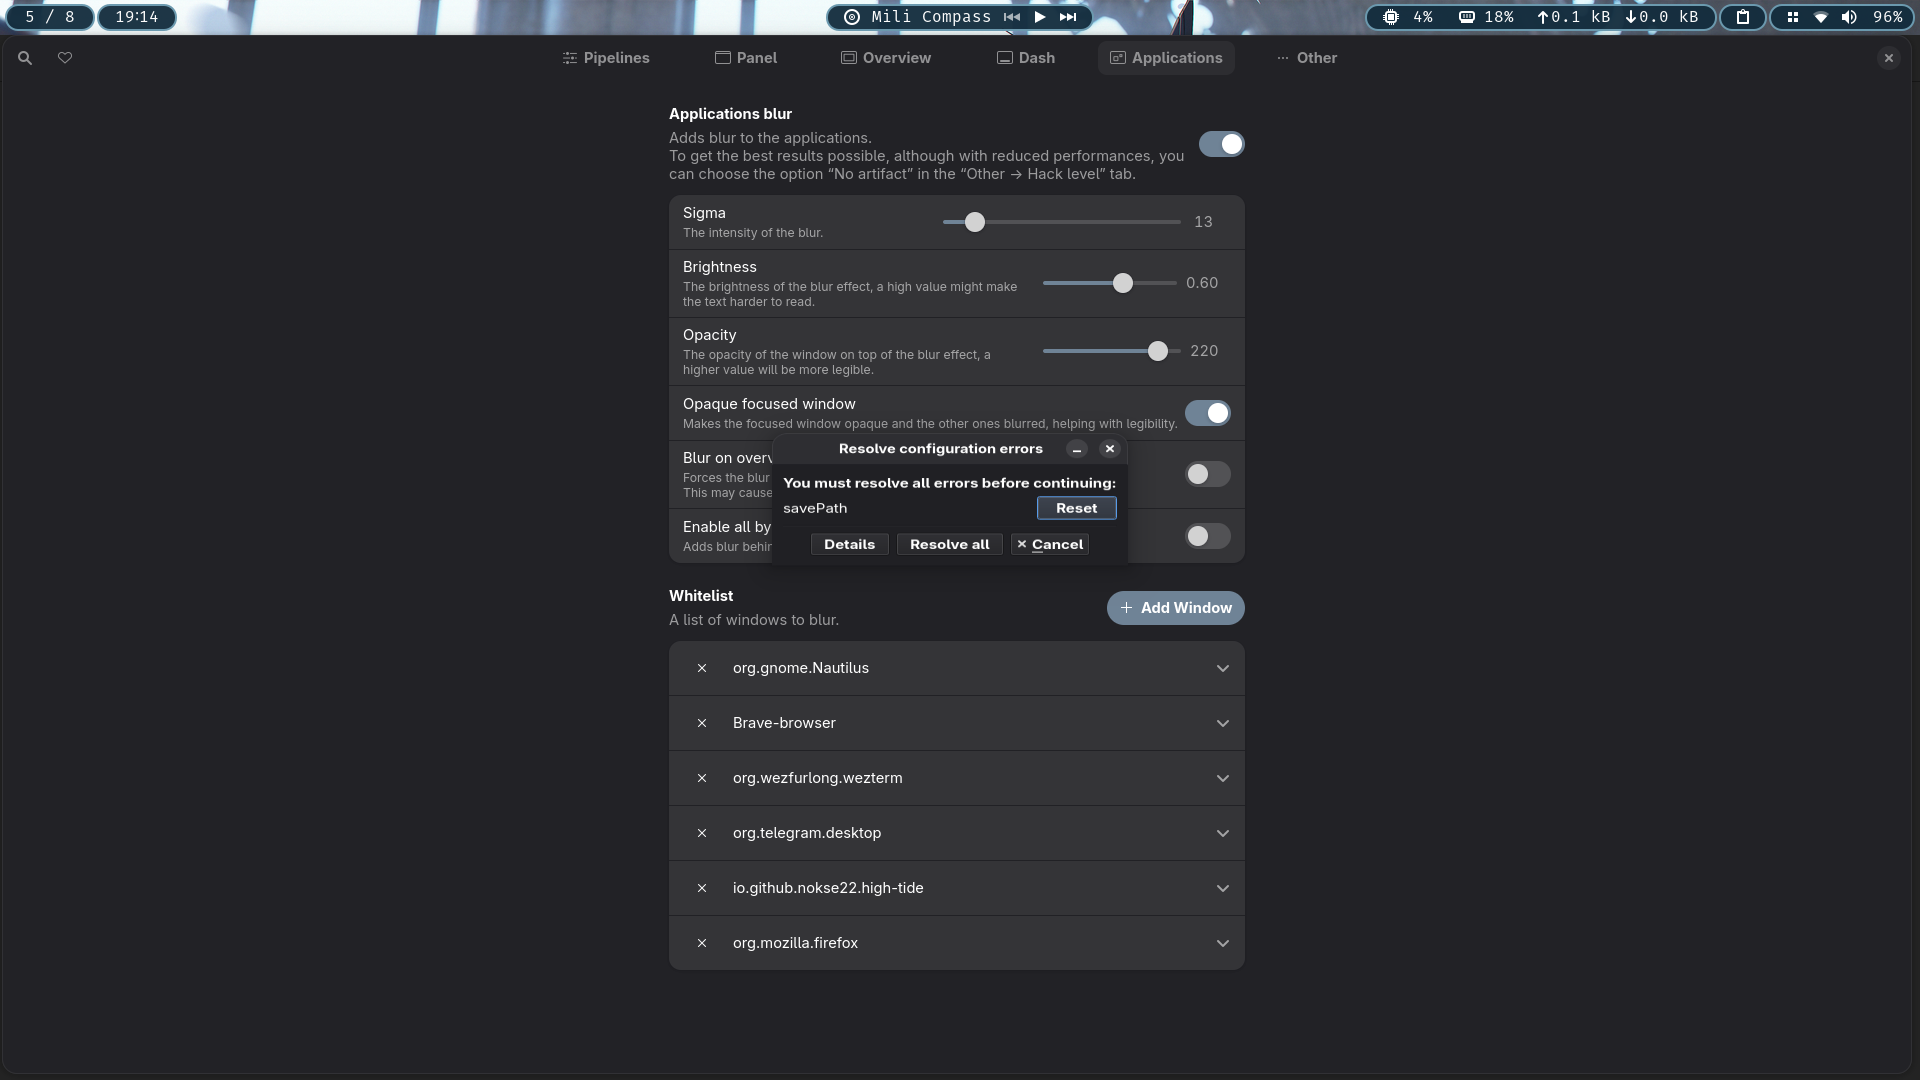 5 / 8
19:14
Mili Compass
4%
18%
0.1 kB
0.0 kB
96%
Pipelines
Panel
Overview
Dash
Applications
Other
Applications blur
Adds blur to the applications.
To get the best results possible, although with reduced performances, you
can choose the option “No artifact” in the “Other → Hack level” tab.
Sigma
The intensity of the blur.
13
Brightness
The brightness of the blur effect, a high value might make
the text harder to read.
0.60
Opacity
The opacity of the window on top of the blur effect, a
higher value will be more legible.
220
Opaque focused window
Makes the focused window opaque and the other ones blurred, helping with legibility.
Blur on
Forces the blur
This may cause
Enable all by
Adds blur
Resolve configuration errors
You must resolve all errors before continuing:
savePath
Reset
Details
Resolve all
Cancel
Whitelist
A list of windows to blur.
Add Window
org.gnome.Nautilus
Brave-browser
org.wezfurlong.wezterm
org.telegram.desktop
io.github.nokse22.high-tide
org.mozilla.firefox